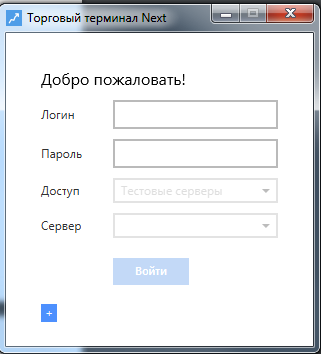 Торговый терминал Next
Добро пожаловать!
Логин
Пароль
Доступ
Тестовые серверы
Сервер
Войти
+